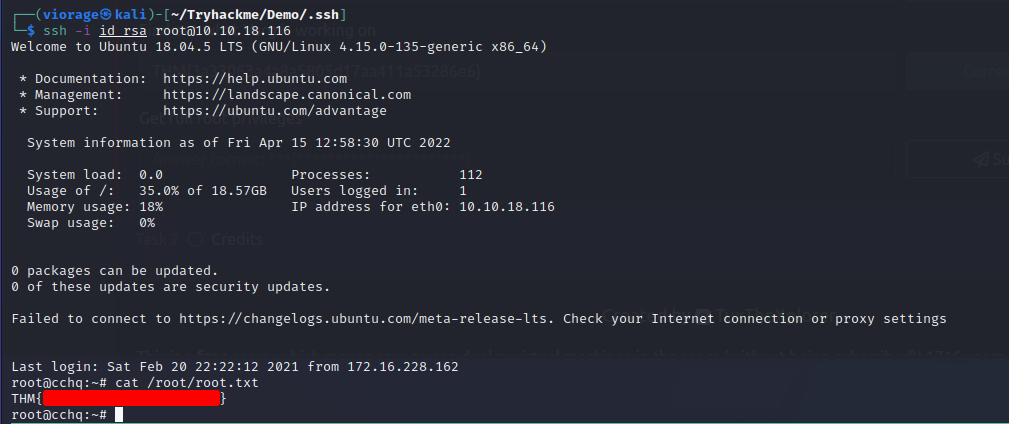 ┌──(viorage㉿kali)-[~/Tryhackme/Demo/.ssh]
└─$ ssh -i id_rsa root@10.10.18.116
Welcome to Ubuntu 18.04.5 LTS (GNU/Linux 4.15.0-135-generic x86_64)
* Documentation:  https://help.ubuntu.com
* Management:     https://landscape.canonical.com
* Support:        https://ubuntu.com/advantage
System information as of Fri Apr 15 12:58:30 UTC 2022
System load:  0.0                Processes:           112
Usage of /:   35.0% of 18.57GB   Users logged in:     1
Memory usage: 18%                IP address for eth0: 10.10.18.116
Swap usage:   0%
Task 7 Credits
0 packages can be updated.
0 of these updates are security updates.
Failed to connect to https://changelogs.ubuntu.com/meta-release-lts. Check your Internet connection or proxy settings
Last login: Sat Feb 20 22:22:12 2021 from 172.16.228.162
root@cchq:~# cat /root/root.txt
THM{ }
root@cchq:~#